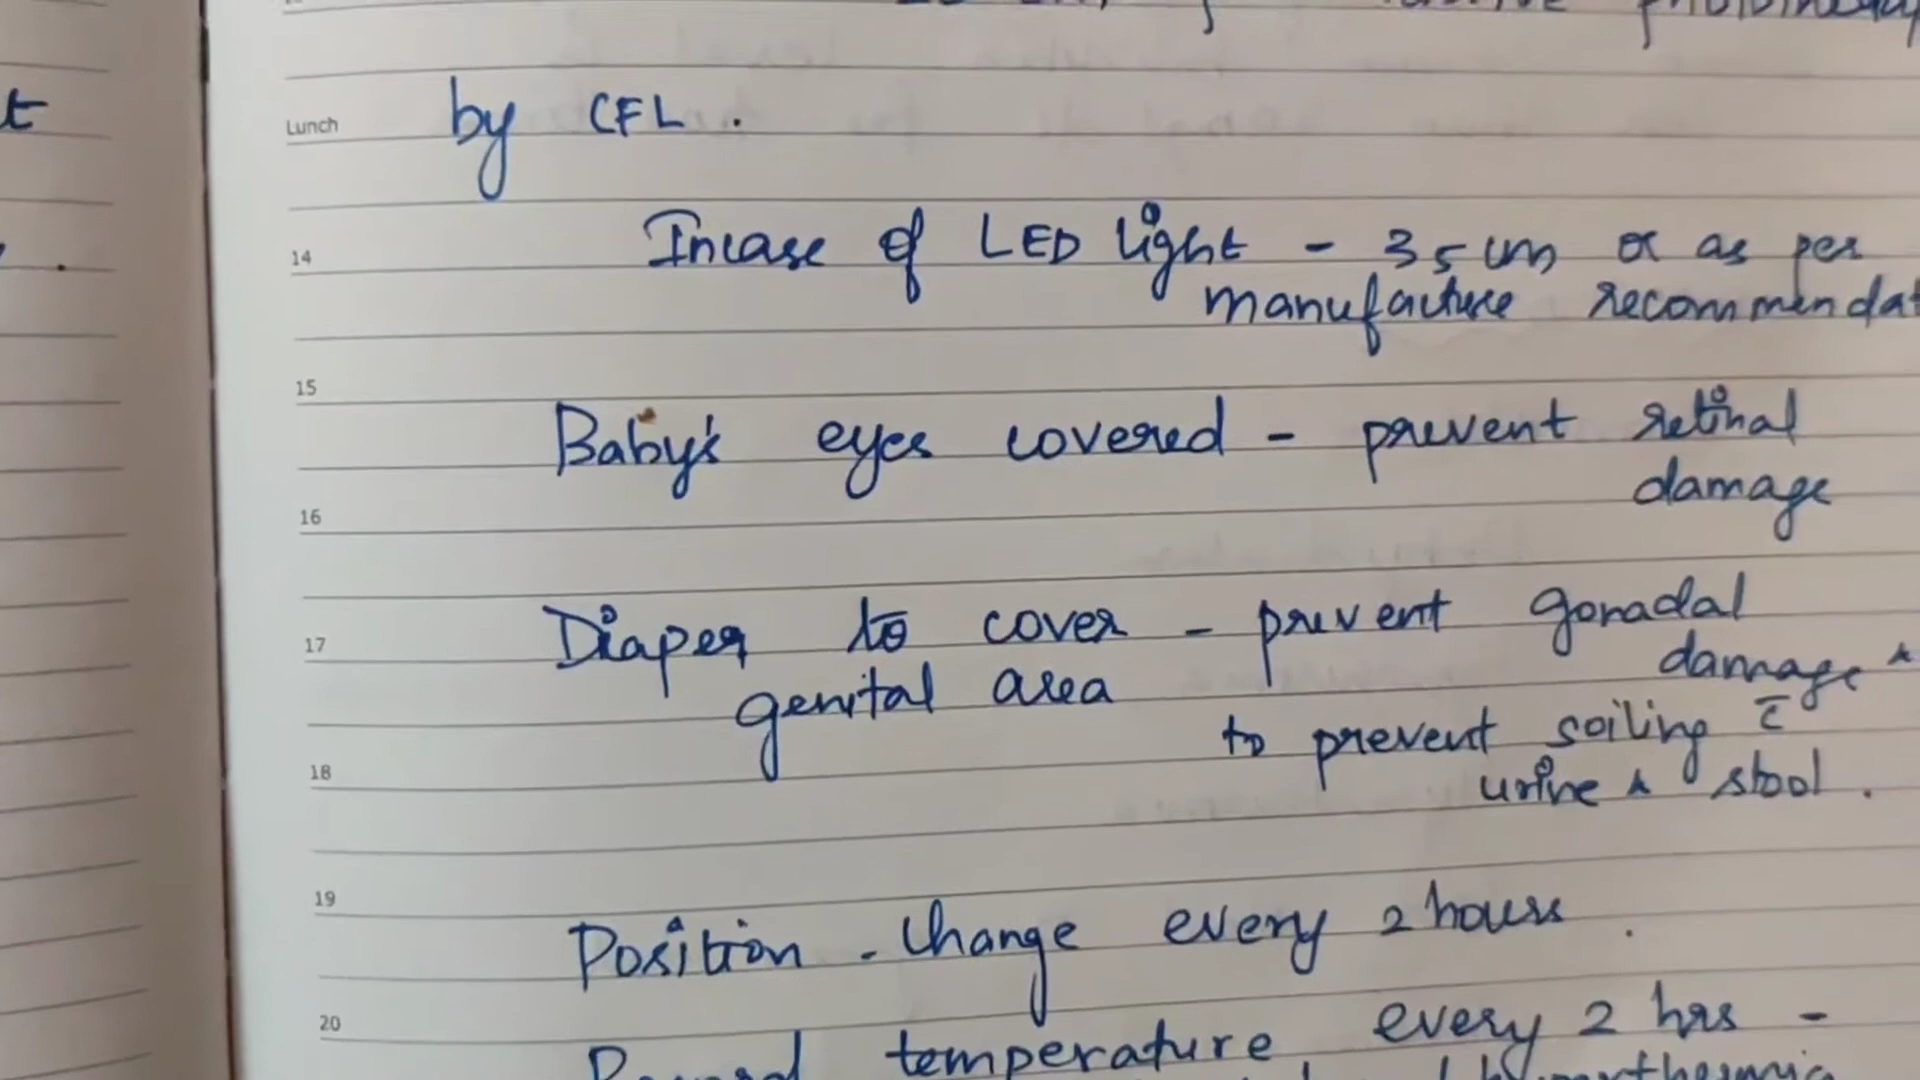 by CFL.
Lunch
14
Incase of LED light - 35 cm or as per
manufacture recommendat
15
Baby's eyes covered - prevent retinal
damage
16
17
Diaper to cover - prevent gonadal
genital area damage &
to prevent soiling c̄
urine & stool.
18
19
Position - Change every 2 hours.
20
temperature every 2 hrs -